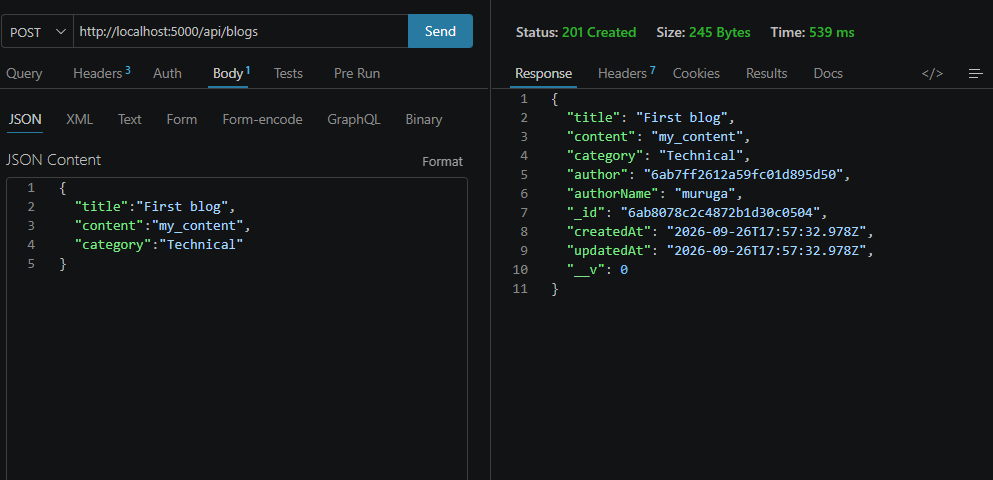 POST http://localhost:5000/api/blogs Send
Query Headers 3 Auth Body 1 Tests Pre Run
JSON XML Text Form Form-encode GraphQL Binary
JSON Content Format
1 {
2 "title":"First blog",
3 "content":"my_content",
4 "category":"Technical"
5 }
Status: 201 Created Size: 245 Bytes Time: 539 ms
Response Headers 7 Cookies Results Docs </>
1 {
2 "title": "First blog",
3 "content": "my_content",
4 "category": "Technical",
5 "author": "6ab7ff2612a59fc01d895d50",
6 "authorName": "muruga",
7 "_id": "6ab8078c2c4872b1d30c0504",
8 "createdAt": "2026-09-26T17:57:32.978Z",
9 "updatedAt": "2026-09-26T17:57:32.978Z",
10 "__v": 0
11 }